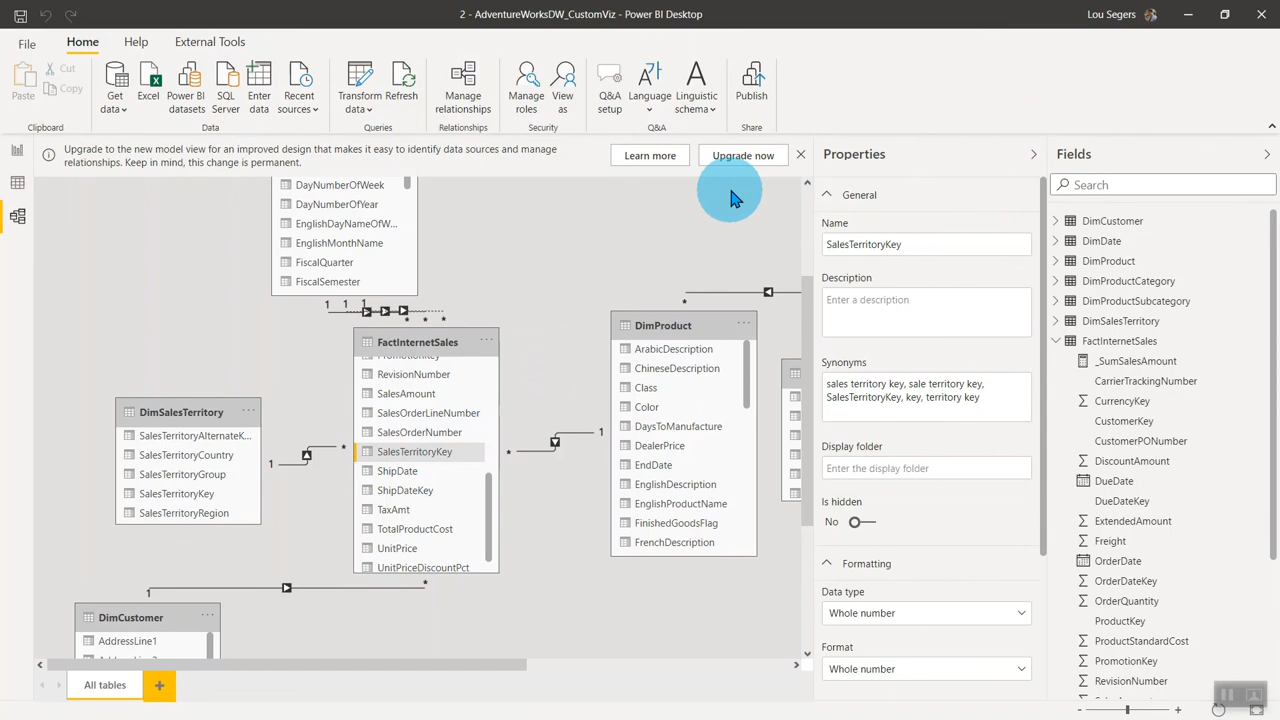 2 - AdventureWorksDW_CustomViz - Power BI Desktop
Lou Segers
File
Home
Help
External Tools
Paste
Cut
Copy
Clipboard
Get data
Excel
Power BI datasets
SQL Server
Enter data
Recent sources
Data
Transform data
Refresh
Queries
Manage relationships
Relationships
Manage roles
View as
Security
Q&A setup
Language
Linguistic schema
Q&A
Publish
Share
Upgrade to the new model view for an improved design that makes it easy to identify data sources and manage
relationships. Keep in mind, this change is permanent.
Learn more
Upgrade now
DayNumberOfWeek
DayNumberOfYear
EnglishDayNameOfW...
EnglishMonthName
FiscalQuarter
FiscalSemester
1 1 1
* * *
FactInternetSales
RevisionNumber
SalesAmount
SalesOrderLineNumber
SalesOrderNumber
SalesTerritoryKey
ShipDate
ShipDateKey
TaxAmt
TotalProductCost
UnitPrice
UnitPriceDiscountPct
DimSalesTerritory
SalesTerritoryAlternateK...
SalesTerritoryCountry
SalesTerritoryGroup
SalesTerritoryKey
SalesTerritoryRegion
1
*
*
1
*
DimProduct
ArabicDescription
ChineseDescription
Class
Color
DaysToManufacture
DealerPrice
EndDate
EnglishDescription
EnglishProductName
FinishedGoodsFlag
FrenchDescription
1
*
DimCustomer
AddressLine1
All tables
Properties
General
Name
SalesTerritoryKey
Description
Enter a description
Synonyms
sales territory key, sale territory key,
SalesTerritoryKey, key, territory key
Display folder
Enter the display folder
Is hidden
No
Formatting
Data type
Whole number
Format
Whole number
Fields
Search
DimCustomer
DimDate
DimProduct
DimProductCategory
DimProductSubcategory
DimSalesTerritory
FactInternetSales
_SumSalesAmount
CarrierTrackingNumber
CurrencyKey
CustomerKey
CustomerPONumber
DiscountAmount
DueDate
DueDateKey
ExtendedAmount
Freight
OrderDate
OrderDateKey
OrderQuantity
ProductKey
ProductStandardCost
PromotionKey
RevisionNumber